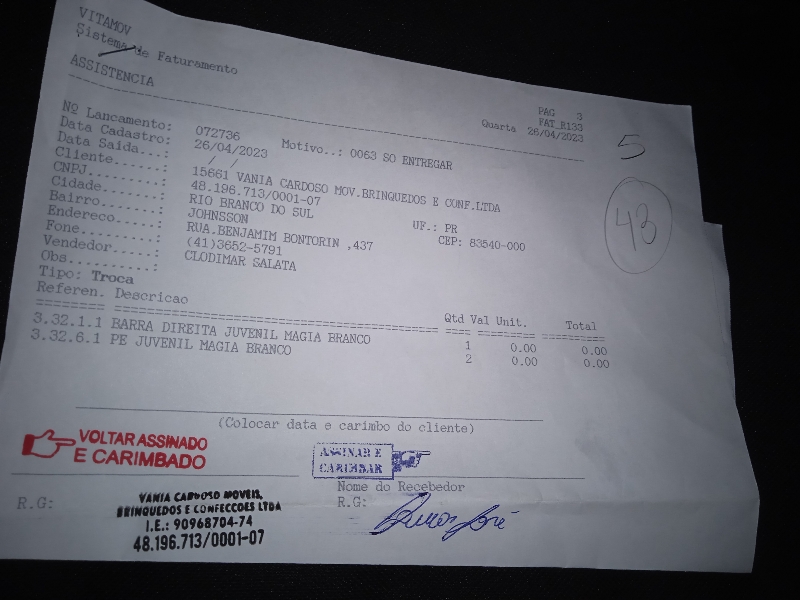 VITAMOV
Sistema de Faturamento
ASSISTENCIA
PAG 3
FAT_R133
Quarta 26/04/2023
5
43
Nº Lancamento: 072736 Motivo..: 0063 SO ENTREGAR
Data Cadastro: 26/04/2023
Data Saida...: / /
Cliente......: 15661 VANIA CARDOSO MOV.BRINQUEDOS E CONF.LTDA
CNPJ.........: 48.196.713/0001-07
Cidade.......: RIO BRANCO DO SUL UF.: PR
Bairro.......: JOHNSSON CEP: 83540-000
Endereco.....: RUA.BENJAMIM BONTORIN ,437
Fone.........: (41)3652-5791
Vendedor.....: CLODIMAR SALATA
Obs..........:
Tipo: Troca
Referen. Descricao Qtd Val Unit. Total
3.32.1.1 BARRA DIREITA JUVENIL MAGIA BRANCO 1 0.00 0.00
3.32.6.1 PE JUVENIL MAGIA BRANCO 2 0.00 0.00
(Colocar data e carimbo do cliente)
VOLTAR ASSINADO
E CARIMBADO
ASSINAR E
CARIMBAR
Nome do Recebedor
R.G:
R.G:
VANIA CARDOSO MOVEIS,
BRINQUEDOS E CONFECCOES LTDA
I.E.: 90968704-74
48.196.713/0001-07
José